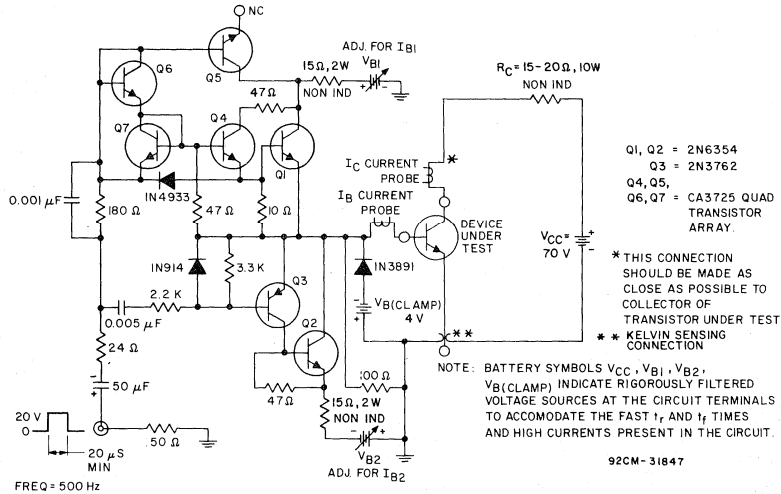 NC
ADJ. FOR IB1
VB1
15Ω, 2W
NON IND
RC = 15-20Ω, 10W
NON IND
Q6
Q5
47Ω
Q7
Q4
Q1
IC CURRENT
PROBE
*
IB CURRENT
PROBE
Q1, Q2 = 2N6354
Q3 = 2N3762
Q4, Q5,
Q6, Q7 = CA3725 QUAD
TRANSISTOR
ARRAY.
0.001 µF
1N4933
180 Ω
47 Ω
10 Ω
DEVICE
UNDER
TEST
VCC =
70 V
+
-
* THIS CONNECTION
SHOULD BE MADE AS
CLOSE AS POSSIBLE TO
COLLECTOR OF
TRANSISTOR UNDER TEST
* * KELVIN SENSING
CONNECTION
1N914
3.3 K
Q3
1N3891
2.2 K
0.005 µF
Q2
-
+
VB(CLAMP)
4 V
* *
24 Ω
-
+
50 µF
47Ω
100Ω
15Ω, 2W
NON IND
NOTE: BATTERY SYMBOLS VCC, VB1, VB2,
VB(CLAMP) INDICATE RIGOROUSLY FILTERED
VOLTAGE SOURCES AT THE CIRCUIT TERMINALS
TO ACCOMODATE THE FAST tr AND tf TIMES
AND HIGH CURRENTS PRESENT IN THE CIRCUIT.
20 V
0
50 Ω
- +
VB2
ADJ. FOR IB2
20 µS
MIN
92CM-31847
FREQ = 500 Hz